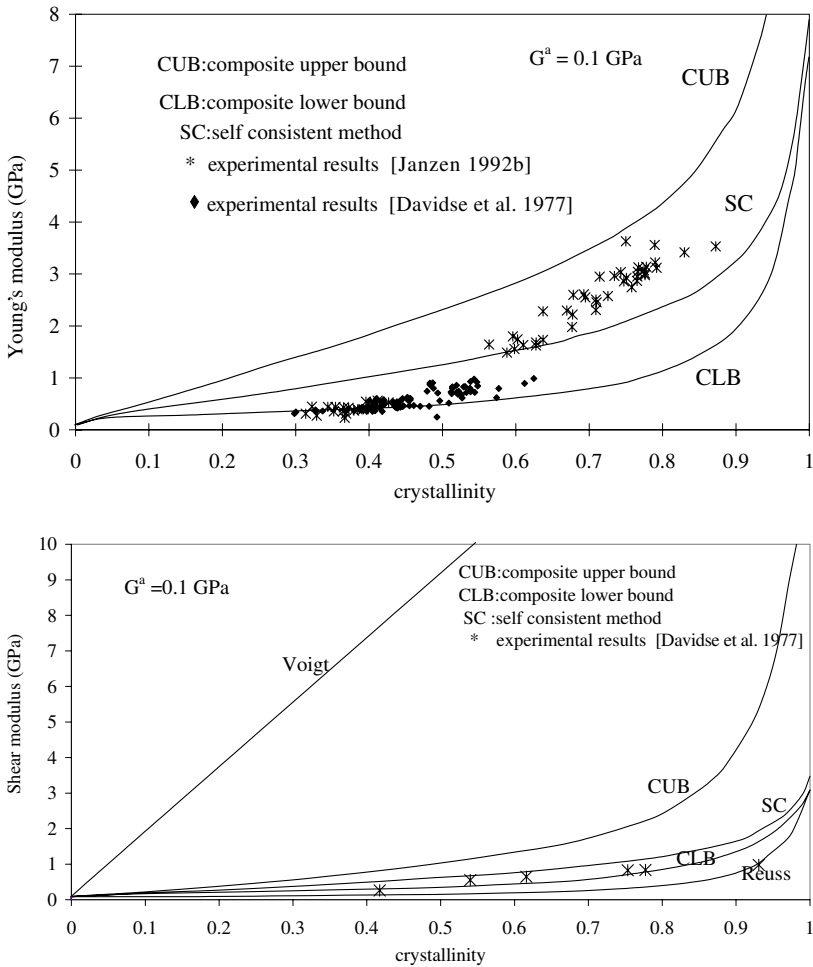 8
7
6
5
4
3
2
1
0
Young's modulus (GPa)
CUB:composite upper bound
CLB:composite lower bound
SC:self consistent method
* experimental results [Janzen 1992b]
♦ experimental results [Davidse et al. 1977]
Gᵃ = 0.1 GPa
CUB
SC
CLB
0 0.1 0.2 0.3 0.4 0.5 0.6 0.7 0.8 0.9 1
crystallinity
10
9
8
7
6
5
4
3
2
1
0
Shear modulus (GPa)
Gᵃ =0.1 GPa
CUB:composite upper bound
CLB:composite lower bound
SC :self consistent method
* experimental results [Davidse et al. 1977]
Voigt
CUB
SC
CLB
Reuss
0 0.1 0.2 0.3 0.4 0.5 0.6 0.7 0.8 0.9 1
crystallinity